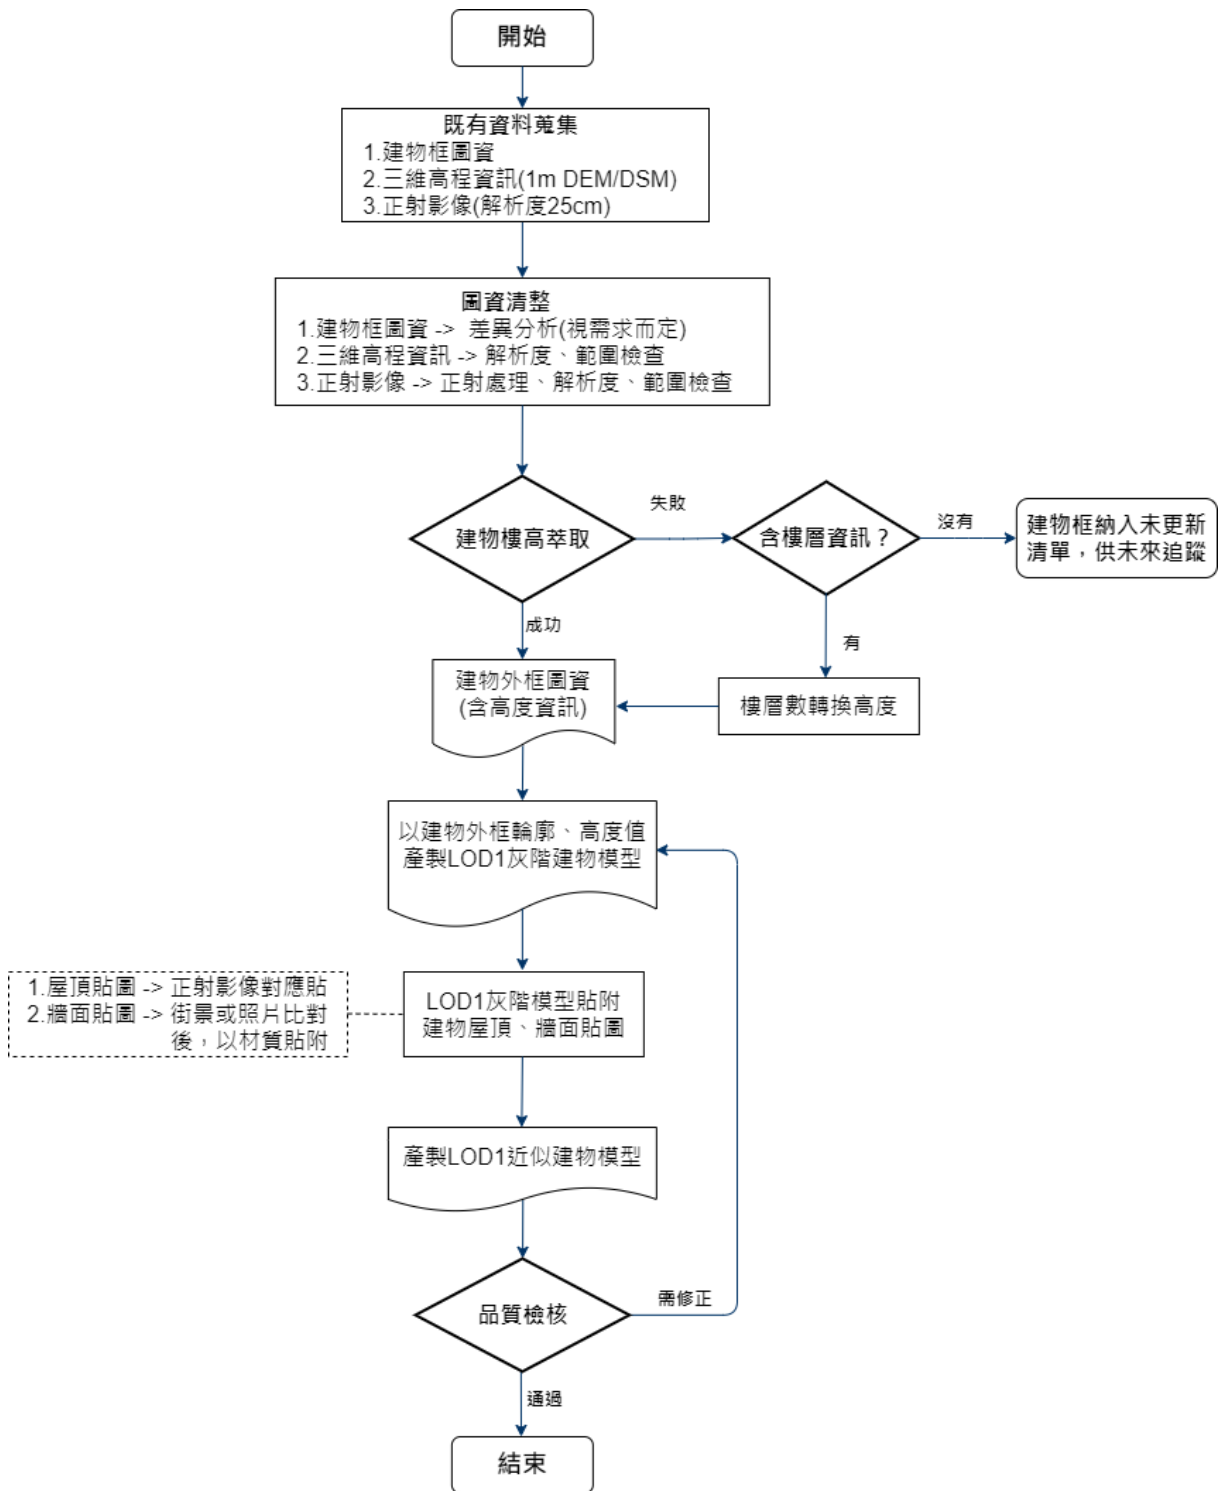 開始
既有資料蒐集
1.建物框圖資
2.三維高程資訊(1m DEM/DSM)
3.正射影像(解析度25cm)
圖資清整
1.建物框圖資 -> 差異分析(視需求而定)
2.三維高程資訊 -> 解析度、範圍檢查
3.正射影像 -> 正射處理、解析度、範圍檢查
建物樓高萃取
失敗
含樓層資訊？
沒有
建物框納入未更新
清單，供未來追蹤
成功
有
建物外框圖資
(含高度資訊)
樓層數轉換高度
以建物外框輪廓、高度值
產製LOD1灰階建物模型
1.屋頂貼圖 -> 正射影像對應貼
2.牆面貼圖 -> 街景或照片比對
後，以材質貼附
LOD1灰階模型貼附
建物屋頂、牆面貼圖
產製LOD1近似建物模型
品質檢核
需修正
通過
結束